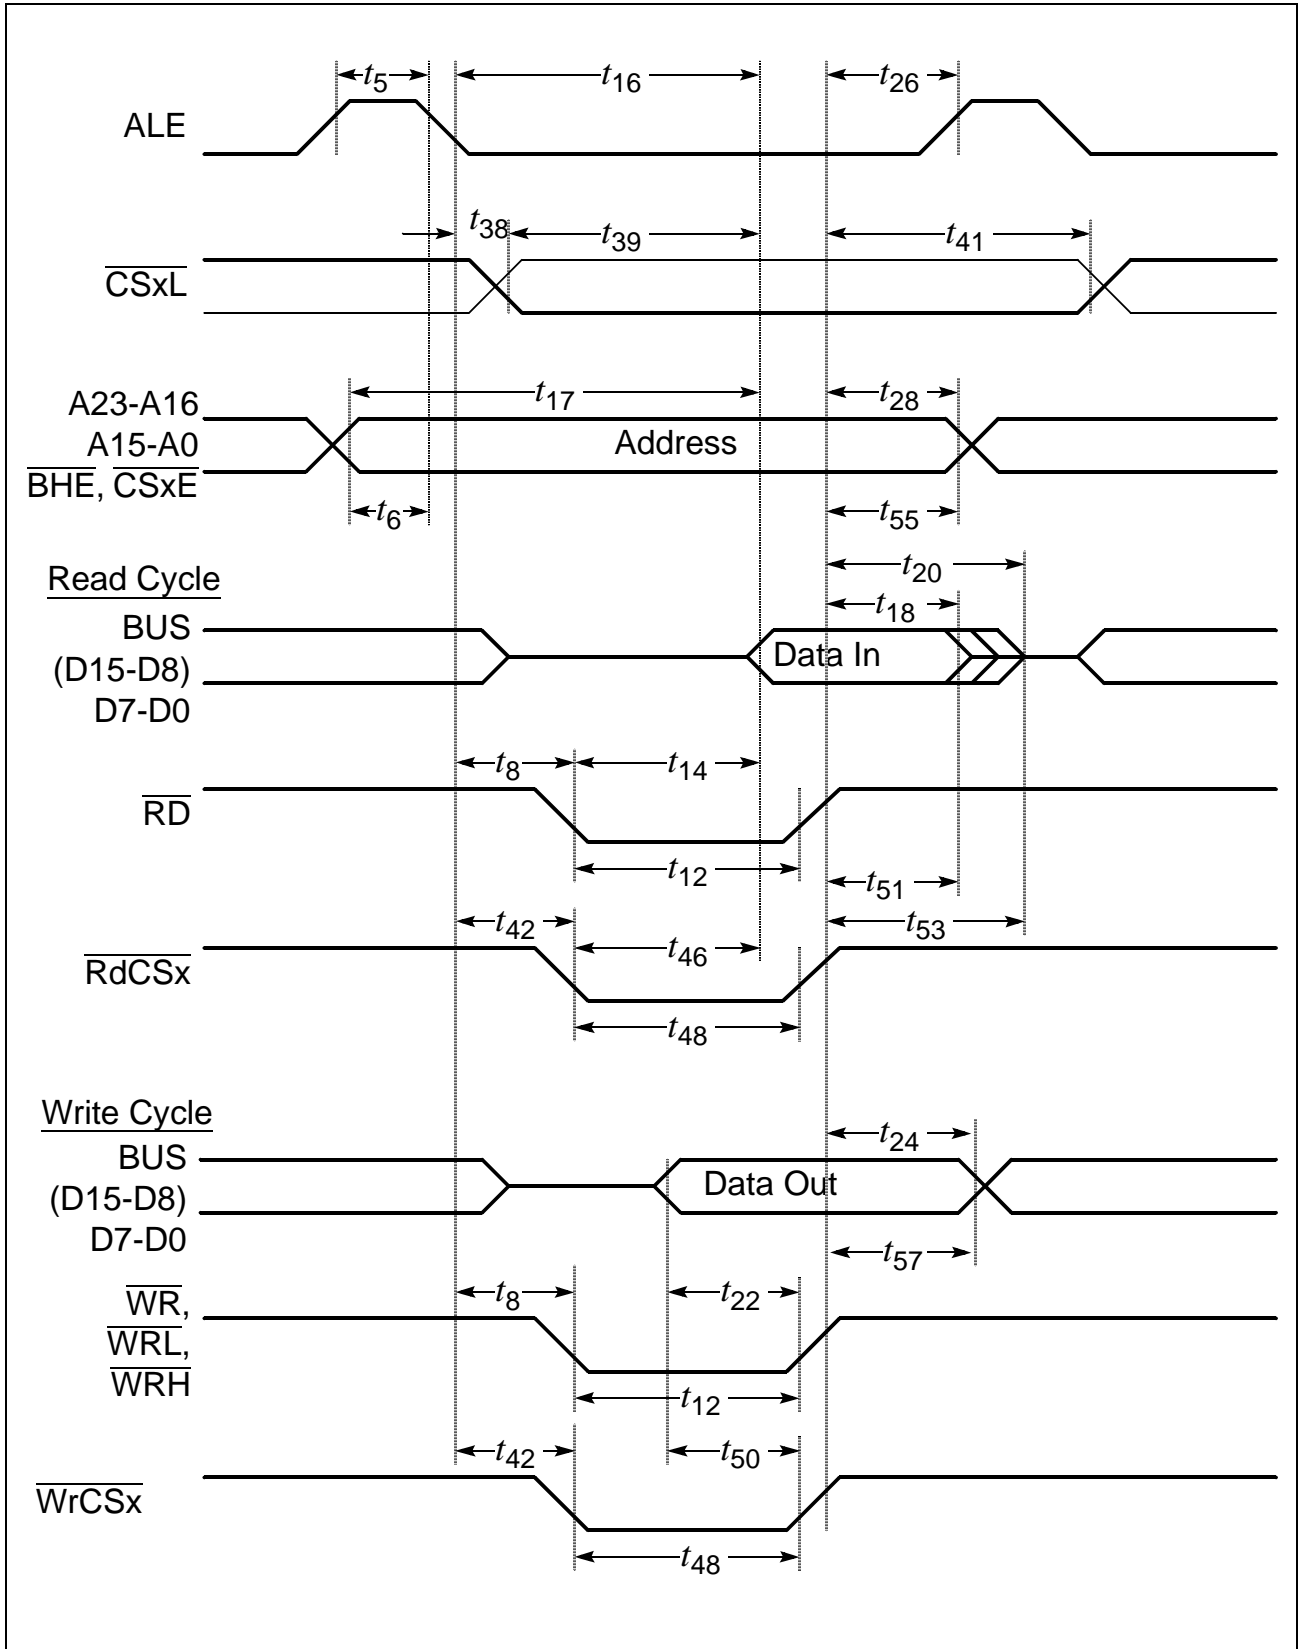 t5
t16
t26
ALE
t38
t39
t41
CSxL
A23-A16
t17
t28
A15-A0
Address
BHE, CSxE
t6
t55
Read Cycle
t20
t18
BUS
(D15-D8)
Data In
D7-D0
t8
t14
RD
t12
t51
t42
t46
t53
RdCSx
t48
Write Cycle
t24
BUS
(D15-D8)
Data Out
D7-D0
t57
t8
t22
WR,
WRL,
WRH
t12
t42
t50
WrCSx
t48